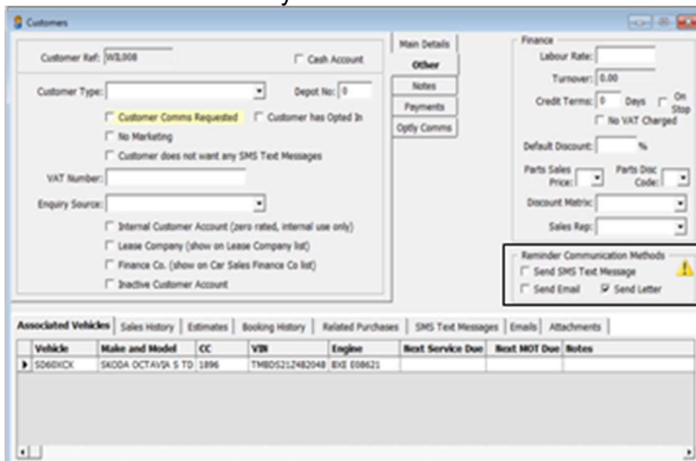 Customers
Customer Ref: WIL008 Cash Account
Customer Type: Depot No: 0
Customer Comms Requested Customer has Opted In
No Marketing
Customer does not want any SMS Text Messages
VAT Number:
Enquiry Source:
Internal Customer Account (zero rated, internal use only)
Lease Company (show on Lease Company list)
Finance Co. (show on Car Sales Finance Co list)
Inactive Customer Account
Main Details
Other
Notes
Payments
Optly Comms
Finance
Labour Rate:
Turnover: 0.00
Credit Terms: 0 Days On Stop
No VAT Charged
Default Discount: %
Parts Sales Price: Parts Disc Code:
Discount Matrix:
Sales Rep:
Reminder Communication Methods
Send SMS Text Message
Send Email Send Letter
Associated Vehicles Sales History Estimates Booking History Related Purchases SMS Text Messages Emails Attachments
Vehicle Make and Model CC VIN Engine Next Service Due Next MOT Due Notes
SKODA OCTAVIA S TD 1896